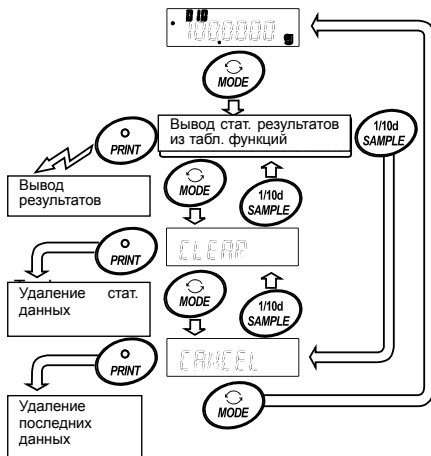 D I D
1000000 g
MODE
Вывод стат. результатов
из табл. функций
1/10d
SAMPLE
PRINT
Вывод
результатов
MODE
1/10d
SAMPLE
PRINT
CLEAR
Удаление стат.
данных
MODE
1/10d
SAMPLE
PRINT
CANCEL
MODE
Удаление
последних
данных